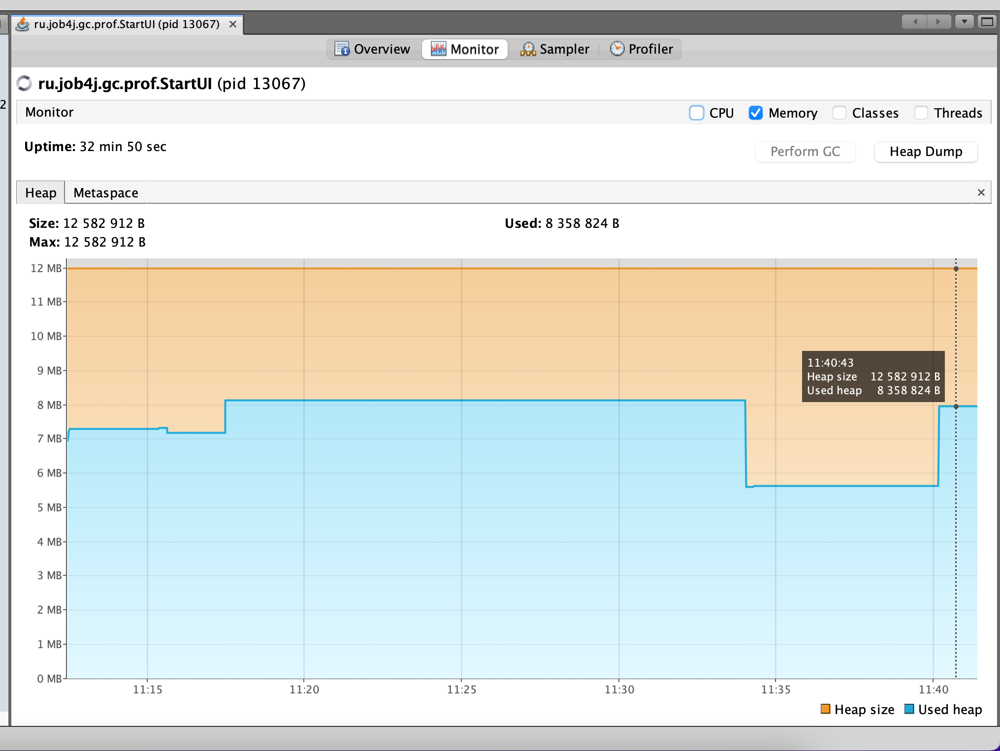 ru.job4j.gc.prof.StartUI (pid 13067)
Overview Monitor Sampler Profiler
ru.job4j.gc.prof.StartUI (pid 13067)
2
Monitor CPU Memory Classes Threads
Uptime: 32 min 50 sec
Perform GC Heap Dump
Heap Metaspace
Size: 12 582 912 B Used: 8 358 824 B
Max: 12 582 912 B
12 MB
11 MB
10 MB
9 MB
11:40:43
Heap size 12 582 912 B
Used heap 8 358 824 B
8 MB
7 MB
6 MB
5 MB
4 MB
3 MB
2 MB
1 MB
0 MB
11:15 11:20 11:25 11:30 11:35 11:40
Heap size Used heap